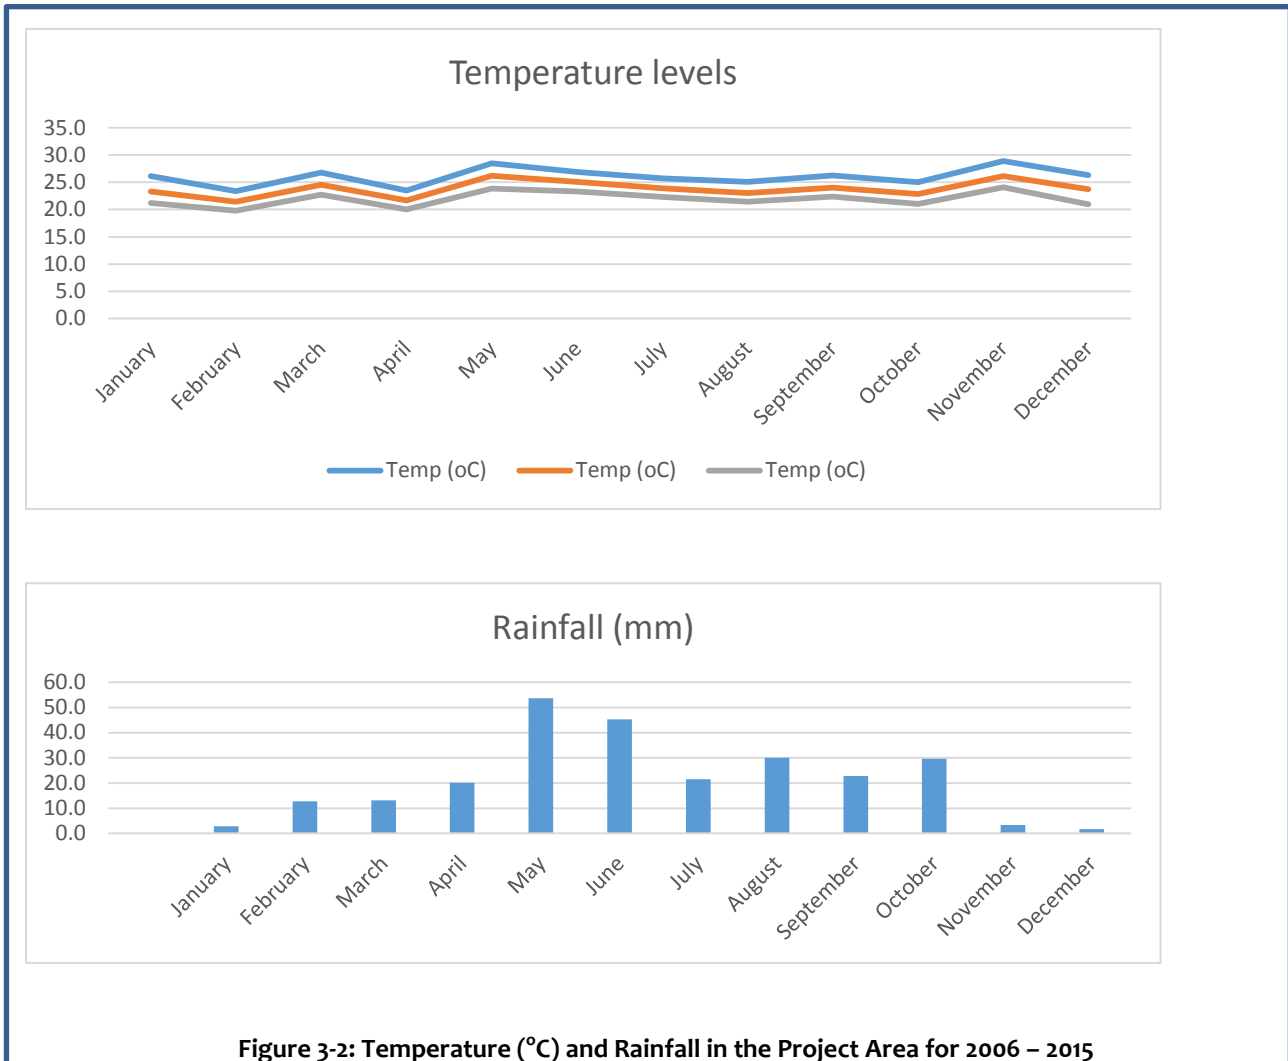 Temperature levels
35.0
30.0
25.0
20.0
15.0
10.0
5.0
0.0
January
February
March
April
May
June
July
August
September
October
November
December
Temp (oC) Temp (oC) Temp (oC)
Rainfall (mm)
60.0
50.0
40.0
30.0
20.0
10.0
0.0
January
February
March
April
May
June
July
August
September
October
November
December
Figure 3-2: Temperature (°C) and Rainfall in the Project Area for 2006 – 2015